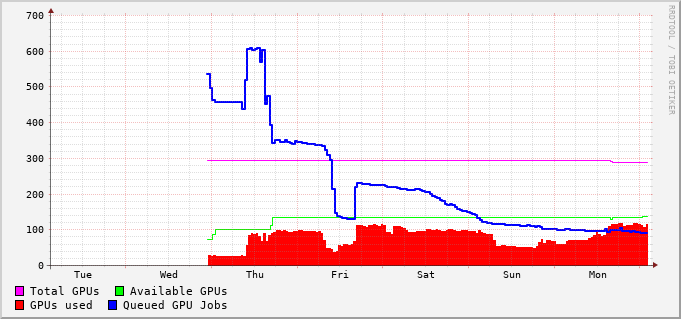 700
600
500
400
300
200
100
0
Tue Wed Thu Fri Sat Sun Mon
Total GPUs Available GPUs
GPUs used Queued GPU Jobs
RRDTOOL / TOBI OETIKER